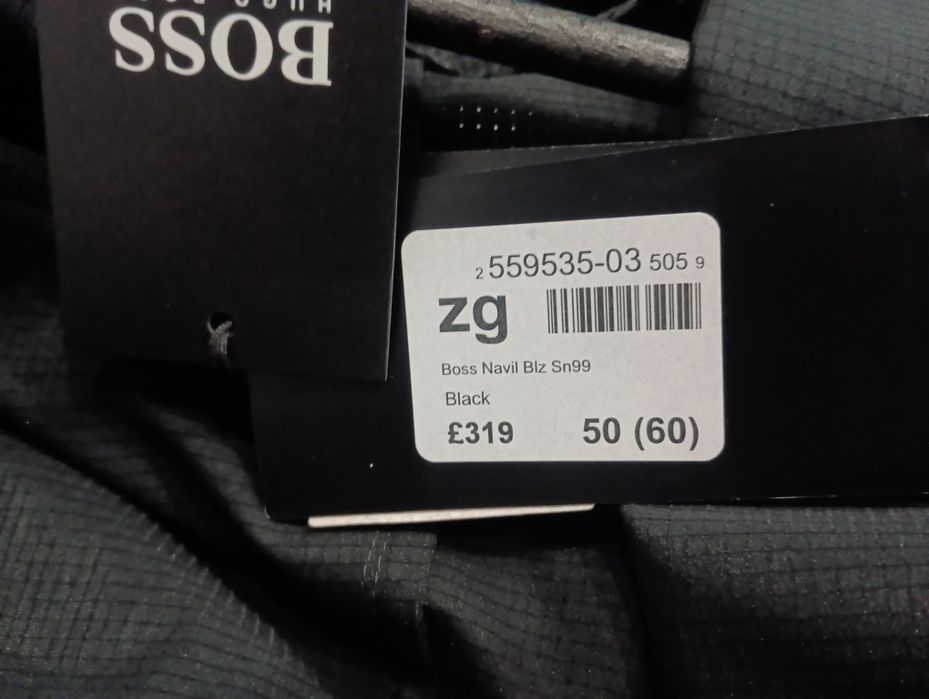 BOSS
2 559535-03 505 9
zg
Boss Navil Blz Sn99
Black
£319 50 (60)